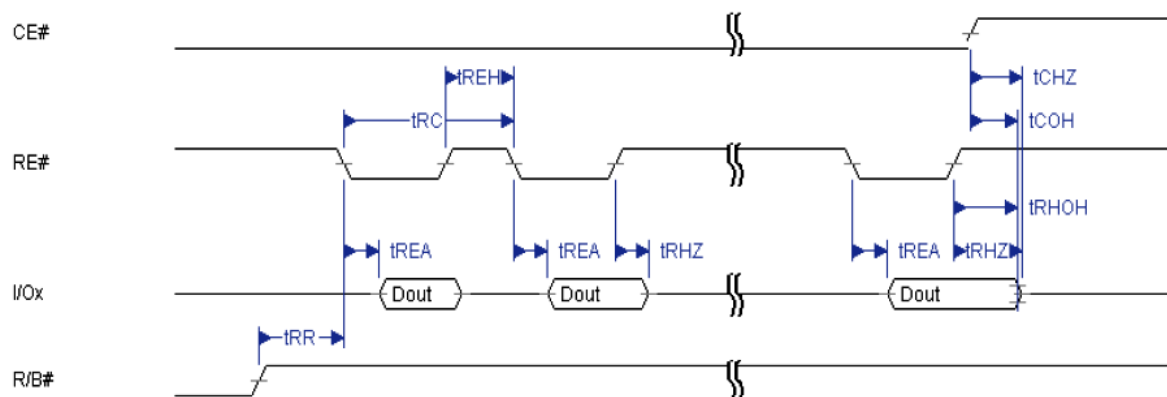 CE#
tREH
tCHZ
tRC
tCOH
RE#
tRHOH
tREA
tREA
tRHZ
tREA
tRHZ
I/Ox
Dout
Dout
Dout
tRR
R/B#